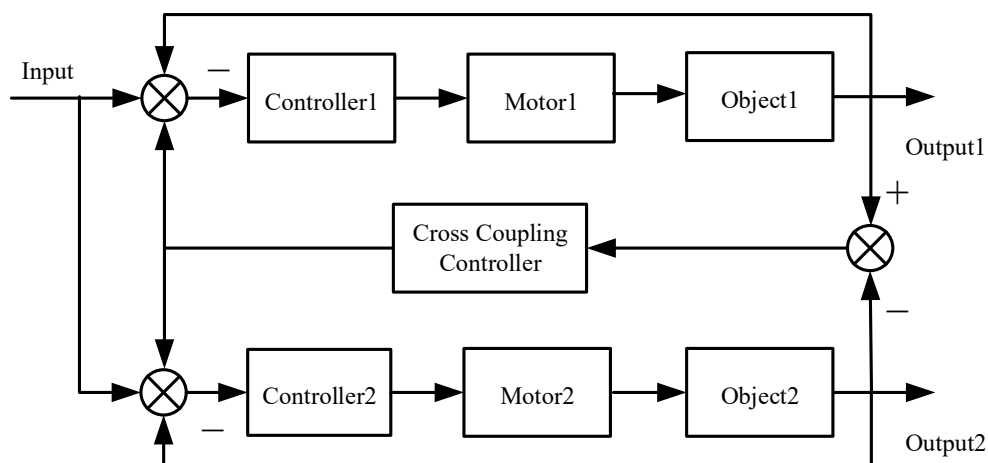 Input
−
Controller1
Motor1
Object1
Output1
+
Cross Coupling
Controller
−
Controller2
Motor2
Object2
−
Output2